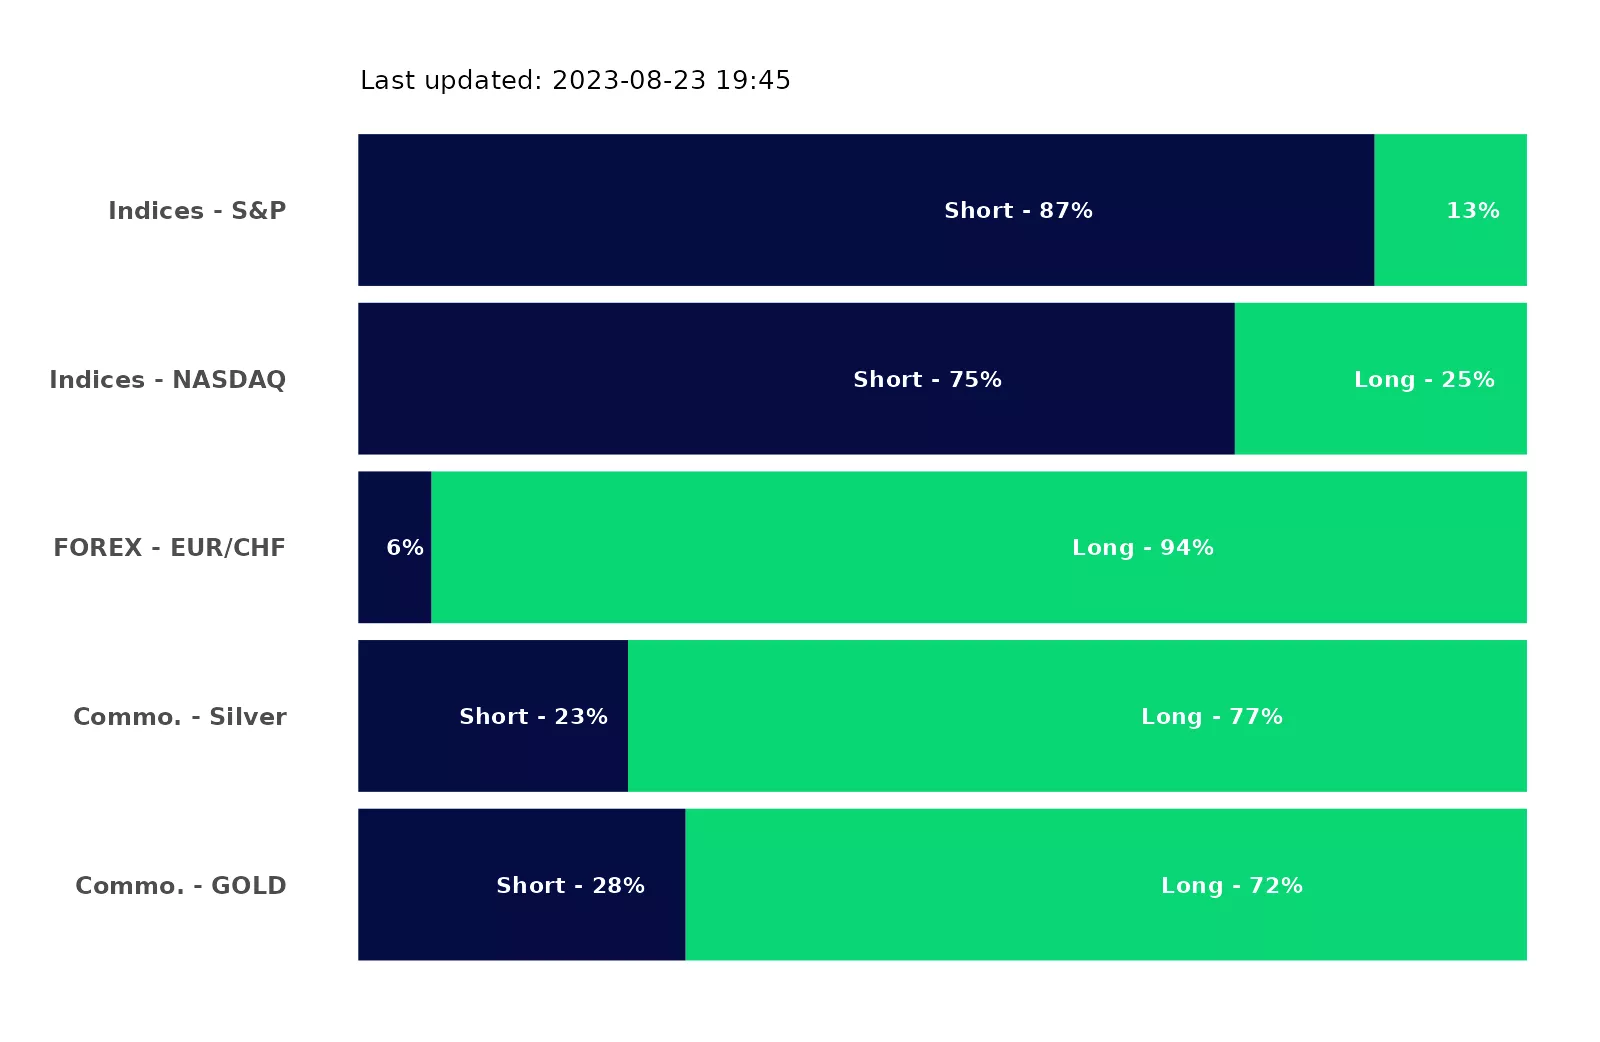 Last updated: 2023-08-23 19:45
Indices - S&P Short - 87% 13%
Indices - NASDAQ Short - 75% Long - 25%
FOREX - EUR/CHF 6% Long - 94%
Commo. - Silver Short - 23% Long - 77%
Commo. - GOLD Short - 28% Long - 72%